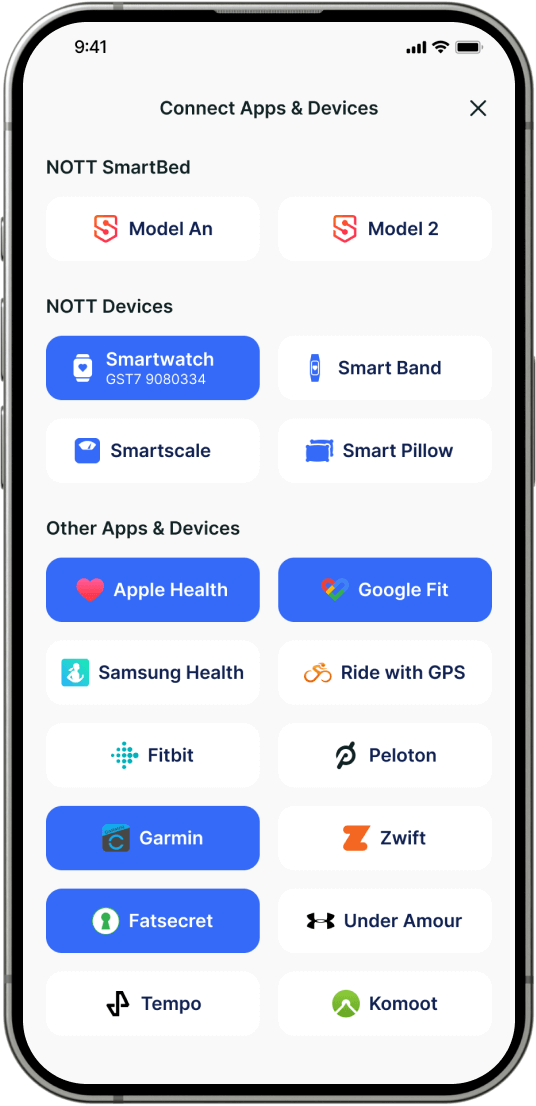 9:41
Connect Apps & Devices
NOTT SmartBed
Model An
Model 2
NOTT Devices
Smartwatch
GST7 9080334
Smart Band
Smartscale
Smart Pillow
Other Apps & Devices
Apple Health
Google Fit
Samsung Health
Ride with GPS
Fitbit
Peloton
Garmin
Zwift
Fatsecret
Under Amour
Tempo
Komoot